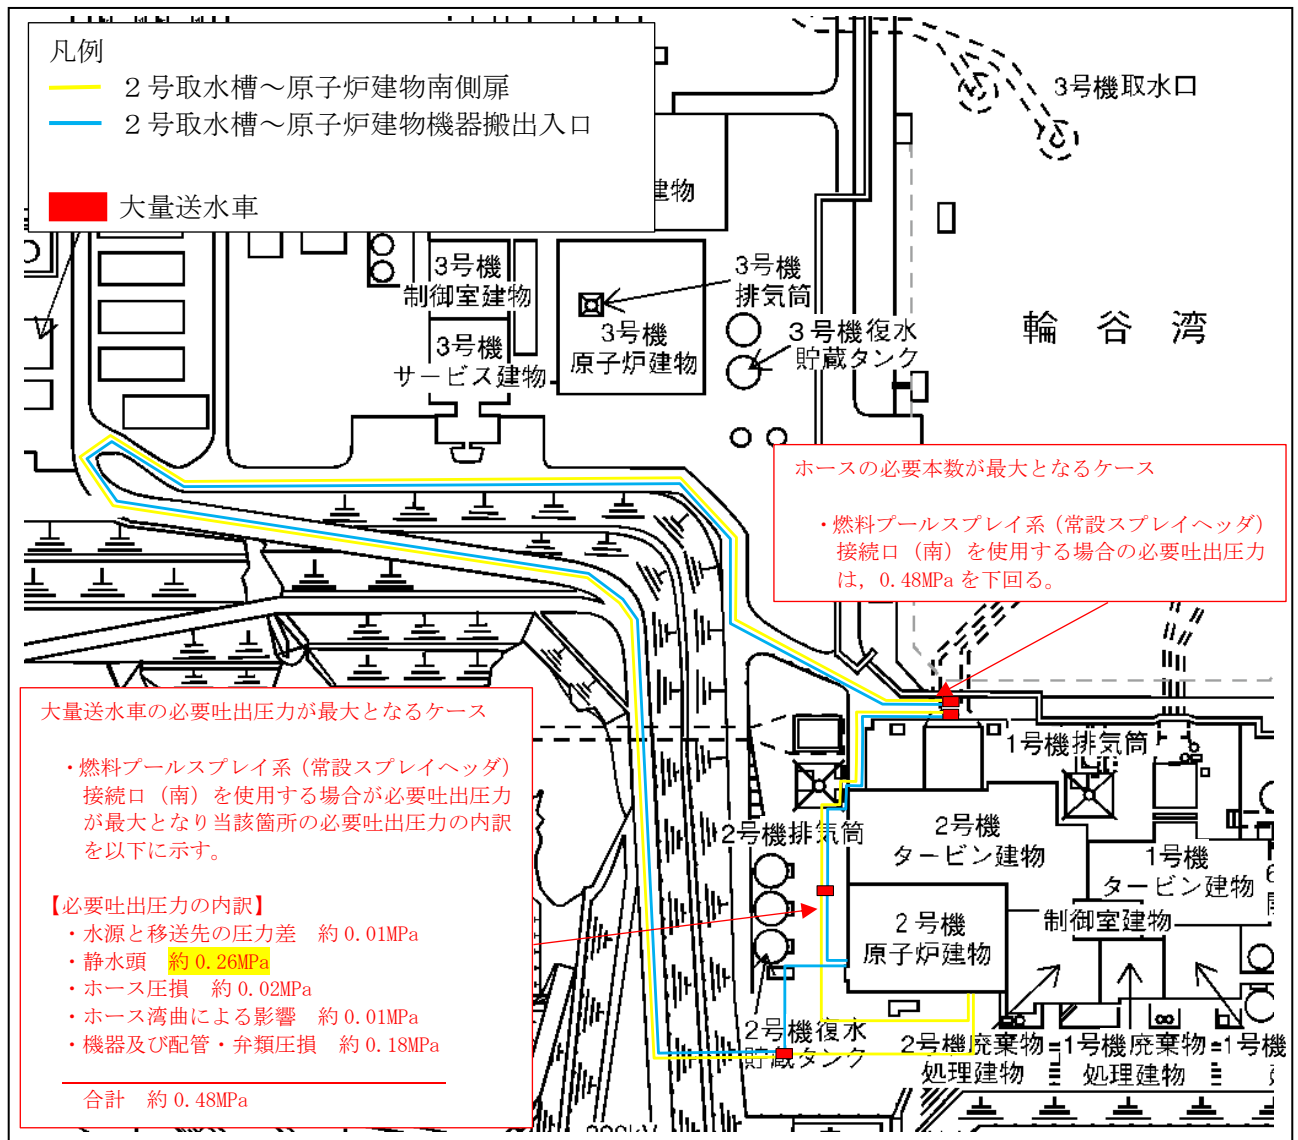 凡例
２号取水槽～原子炉建物南側扉
２号取水槽～原子炉建物機器搬出入口
大量送水車
建物
3号機取水口
3号機
制御室建物
3号機
排気筒
3号機
原子炉建物
3号機
サービス建物
3号機復水
貯蔵タンク
輪谷湾
ホースの必要本数が最大となるケース
・燃料プールスプレイ系（常設スプレイヘッダ）
接続口（南）を使用する場合の必要吐出圧力
は，0.48MPaを下回る。
大量送水車の必要吐出圧力が最大となるケース
・燃料プールスプレイ系（常設スプレイヘッダ）
接続口（南）を使用する場合が必要吐出圧力
が最大となり当該箇所の必要吐出圧力の内訳
を以下に示す。
【必要吐出圧力の内訳】
・水源と移送先の圧力差　約0.01MPa
・静水頭　約0.26MPa
・ホース圧損　約0.02MPa
・ホース湾曲による影響　約0.01MPa
・機器及び配管・弁類圧損　約0.18MPa
合計　約0.48MPa
1号機排気筒
2号機排気筒
2号機
タービン建物
1号機
タービン建物
制御室建物
2号機
原子炉建物
2号機復水
貯蔵タンク
2号機廃棄物
処理建物
1号機廃棄物
処理建物
1号機